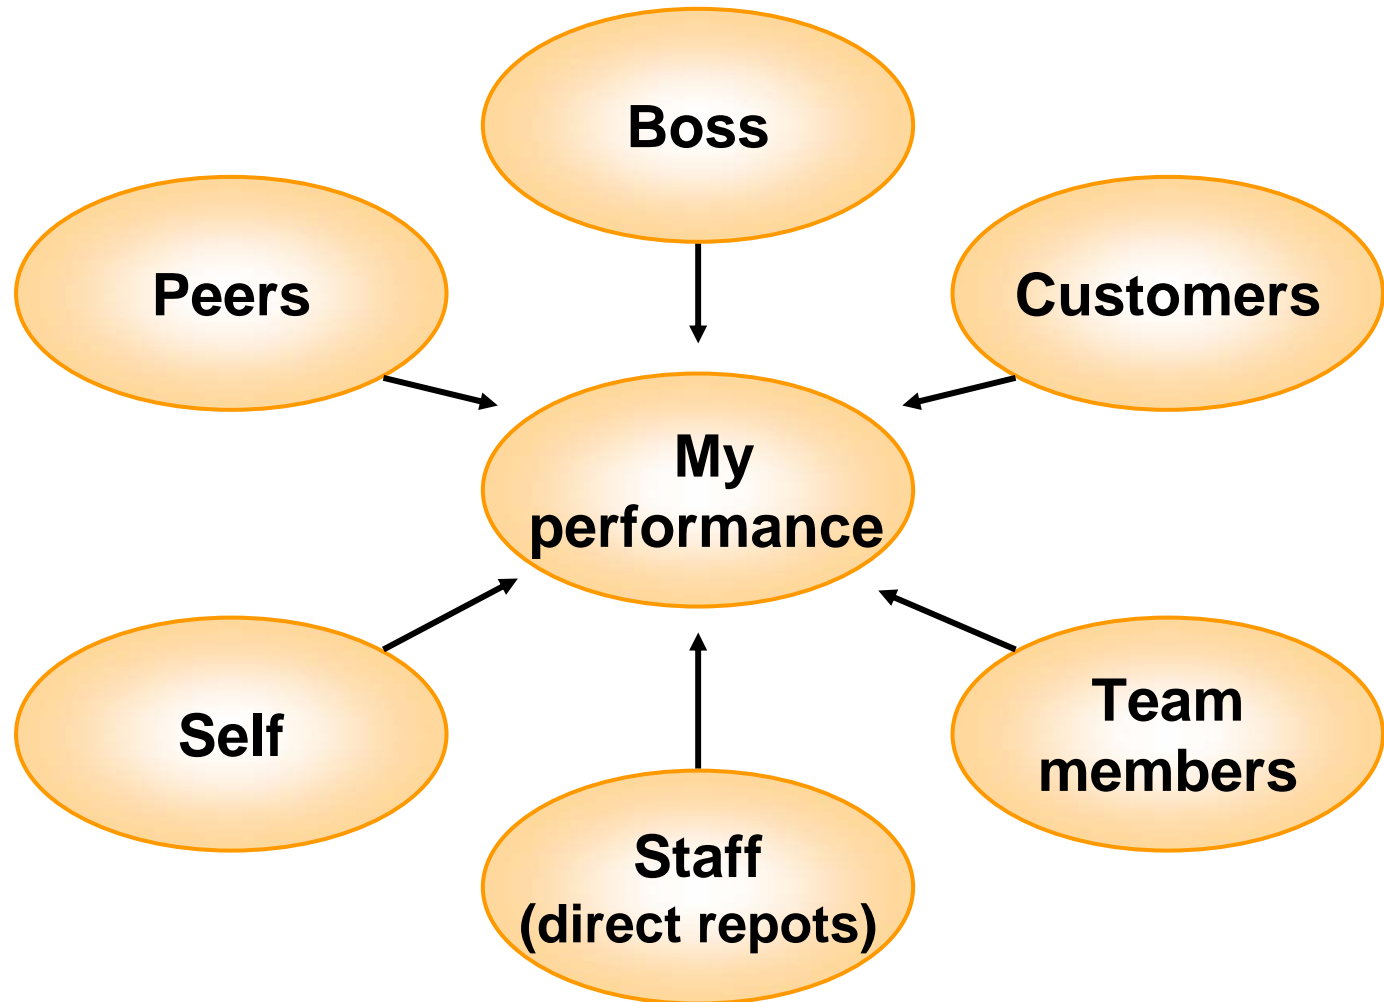 Boss
Peers
Customers
My
performance
Self
Team
members
Staff
(direct repots)